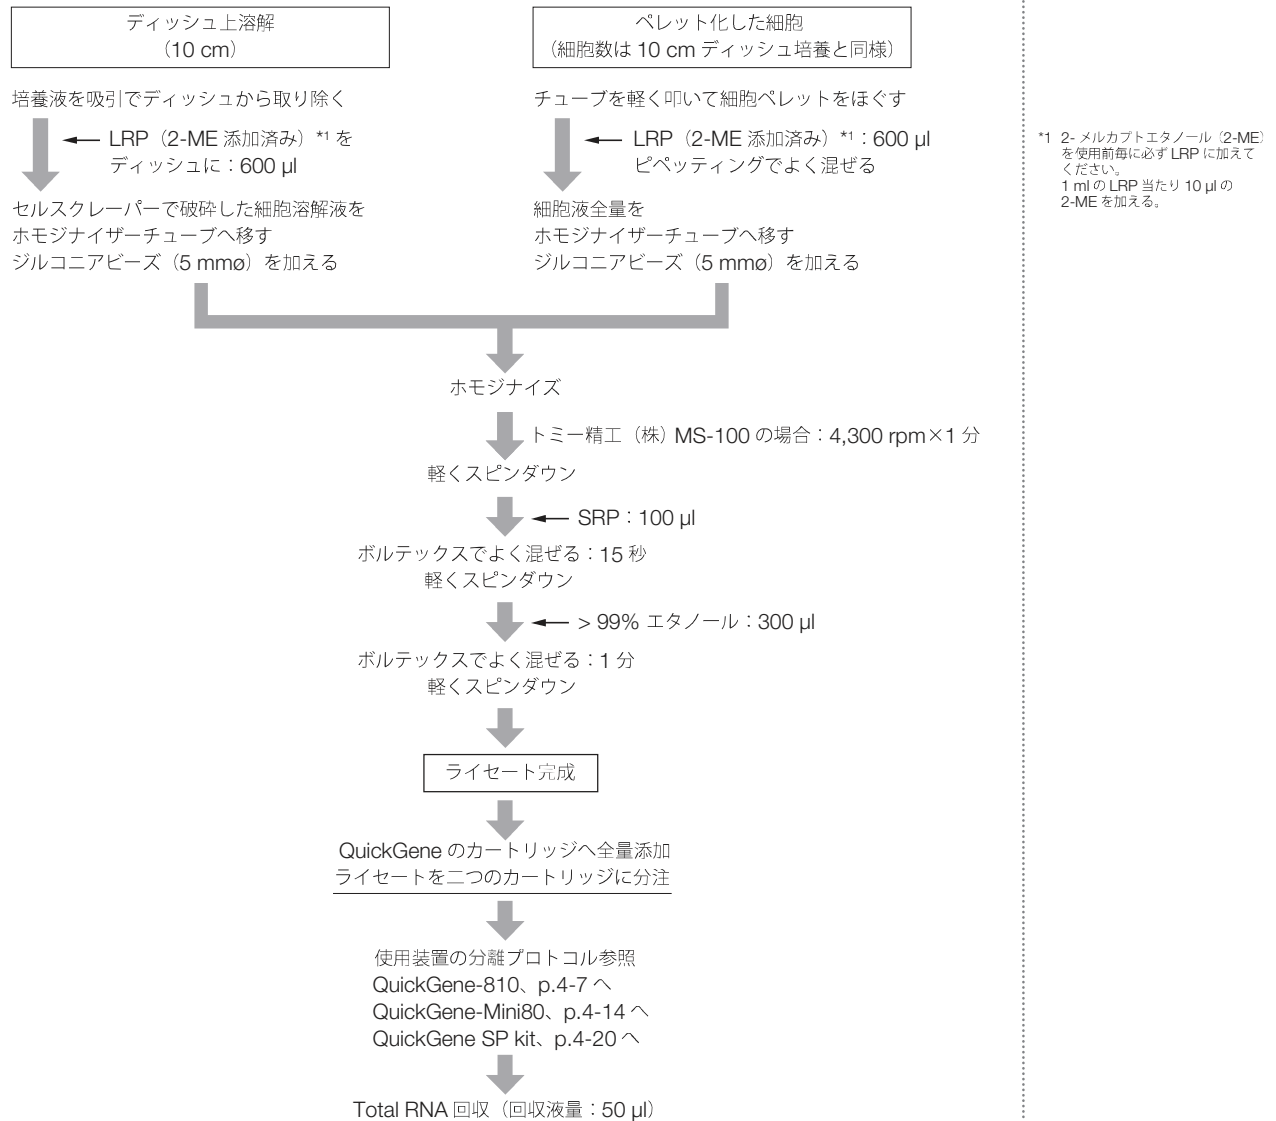 ディッシュ上溶解
（10 cm）
培養液を吸引でディッシュから取り除く
LRP（2-ME 添加済み）*1 を
ディッシュに：600 µl
セルスクレーパーで破砕した細胞溶解液を
ホモジナイザーチューブへ移す
ジルコニアビーズ（5 mmø）を加える
ペレット化した細胞
（細胞数は 10 cm ディッシュ培養と同様）
チューブを軽く叩いて細胞ペレットをほぐす
LRP（2-ME 添加済み）*1：600 µl
ピペッティングでよく混ぜる
細胞液全量を
ホモジナイザーチューブへ移す
ジルコニアビーズ（5 mmø）を加える
*1 2- メルカプトエタノール（2-ME）
を使用前毎に必ず LRP に加えて
ください。
1 ml の LRP 当たり 10 µl の
2-ME を加える。
ホモジナイズ
トミー精工（株）MS-100 の場合：4,300 rpm×1 分
軽くスピンダウン
SRP：100 µl
ボルテックスでよく混ぜる：15 秒
軽くスピンダウン
> 99% エタノール：300 µl
ボルテックスでよく混ぜる：1 分
軽くスピンダウン
ライセート完成
QuickGene のカートリッジへ全量添加
ライセートを二つのカートリッジに分注
使用装置の分離プロトコル参照
QuickGene-810、p.4-7 へ
QuickGene-Mini80、p.4-14 へ
QuickGene SP kit、p.4-20 へ
Total RNA 回収（回収液量：50 µl）